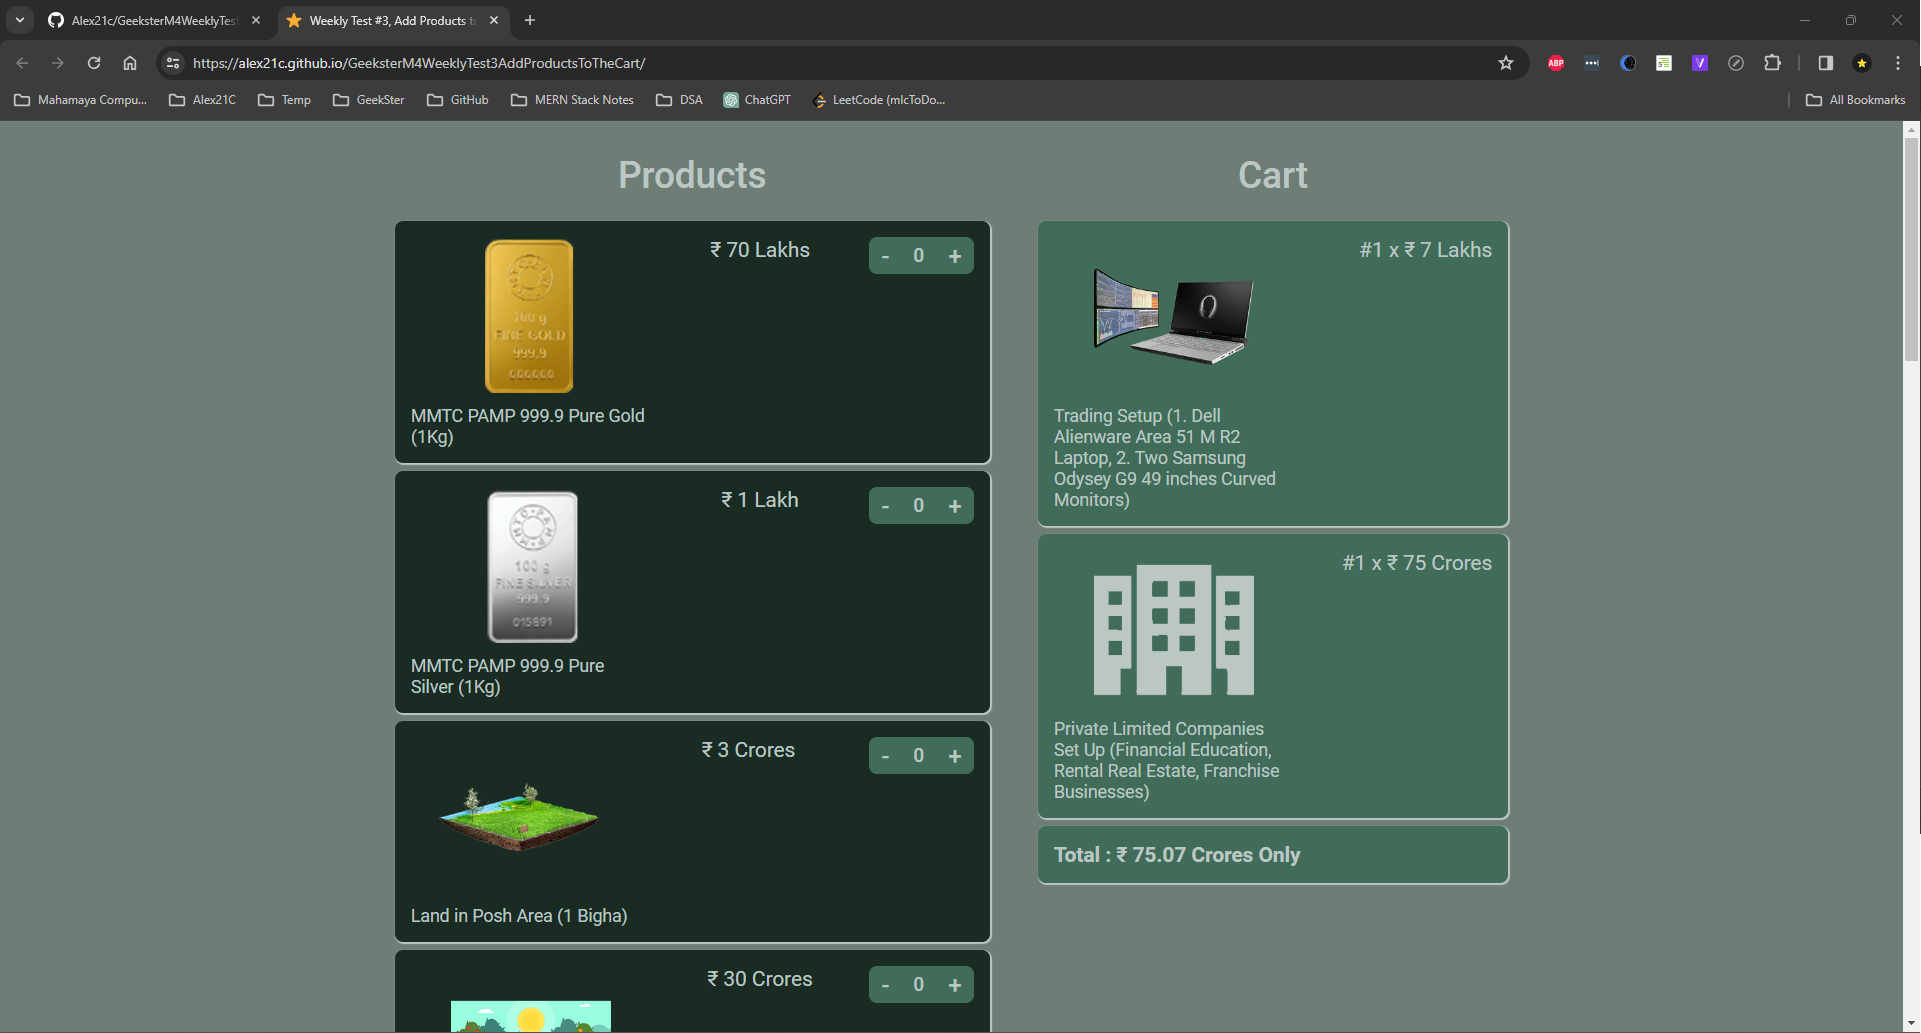 Alex21c/GeeksterM4WeeklyTest
Weekly Test #3, Add Products to
https://alex21c.github.io/GeeksterM4WeeklyTest3AddProductsToTheCart/
ABP
Mahamaya Compu...
Alex21C
Temp
GeekSter
GitHub
MERN Stack Notes
DSA
ChatGPT
LeetCode (mIcToDo...
All Bookmarks
Products
₹ 70 Lakhs
- 0 +
100 g
FINE GOLD
999.9
000000
MMTC PAMP 999.9 Pure Gold
(1Kg)
₹ 1 Lakh
- 0 +
100 g
FINE SILVER
999.9
015891
MMTC PAMP 999.9 Pure
Silver (1Kg)
₹ 3 Crores
- 0 +
Land in Posh Area (1 Bigha)
₹ 30 Crores
- 0 +
Cart
#1 x ₹ 7 Lakhs
Trading Setup (1. Dell
Alienware Area 51 M R2
Laptop, 2. Two Samsung
Odysey G9 49 inches Curved
Monitors)
#1 x ₹ 75 Crores
Private Limited Companies
Set Up (Financial Education,
Rental Real Estate, Franchise
Businesses)
Total : ₹ 75.07 Crores Only